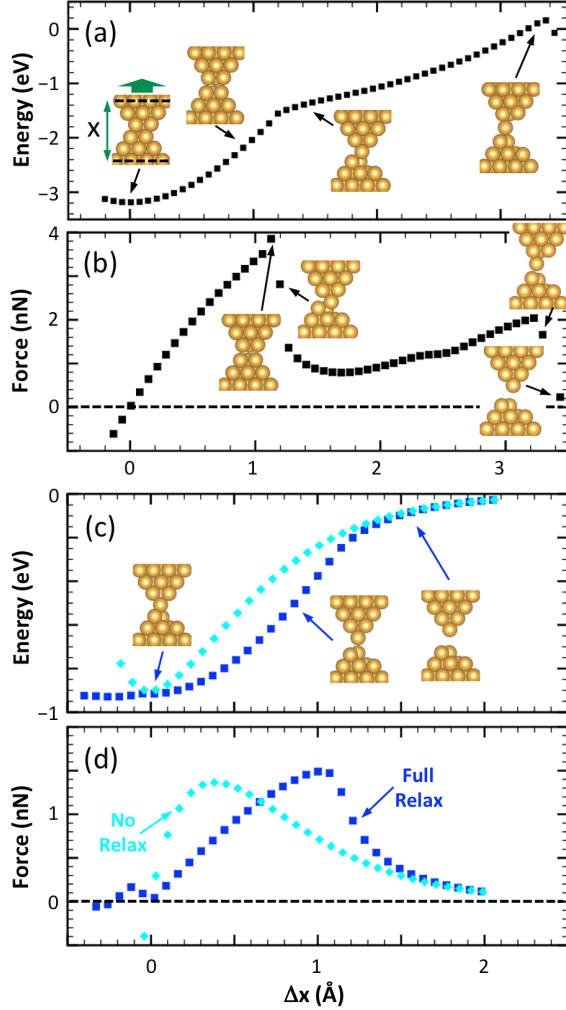 (a)
Energy (eV)
0
−1
−2
−3
X
(b)
Force (nN)
4
2
0
0
1
2
3
(c)
Energy (eV)
0
−1
(d)
Force (nN)
1
0
No
Relax
Full
Relax
0
1
2
Δx (Å)